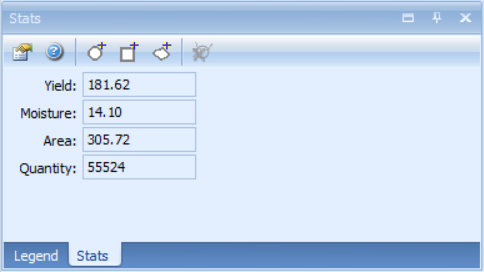 Stats
Yield: 181.62
Moisture: 14.10
Area: 305.72
Quantity: 55524
Legend Stats